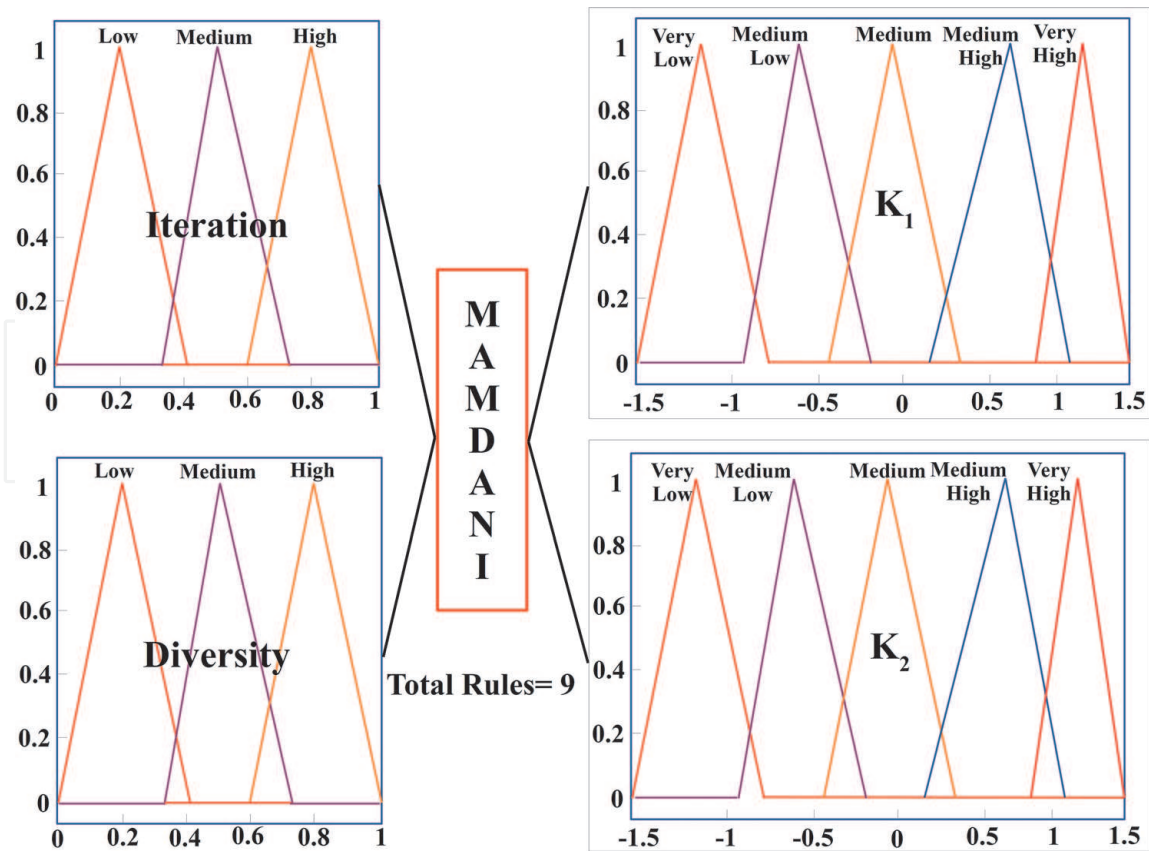 Low Medium High
1
0.8
0.6
0.4
0.2
0
Iteration
0 0.2 0.4 0.6 0.8 1
Very Low
Medium Low
Medium
Medium High
Very High
1
0.8
0.6
0.4
0.2
0
K1
-1.5 -1 -0.5 0 0.5 1 1.5
M
A
M
D
A
N
I
Total Rules= 9
Low Medium High
1
0.8
0.6
0.4
0.2
0
Diversity
0 0.2 0.4 0.6 0.8 1
Very Low
Medium Low
Medium
Medium High
Very High
1
0.8
0.6
0.4
0.2
0
K2
-1.5 -1 -0.5 0 0.5 1 1.5